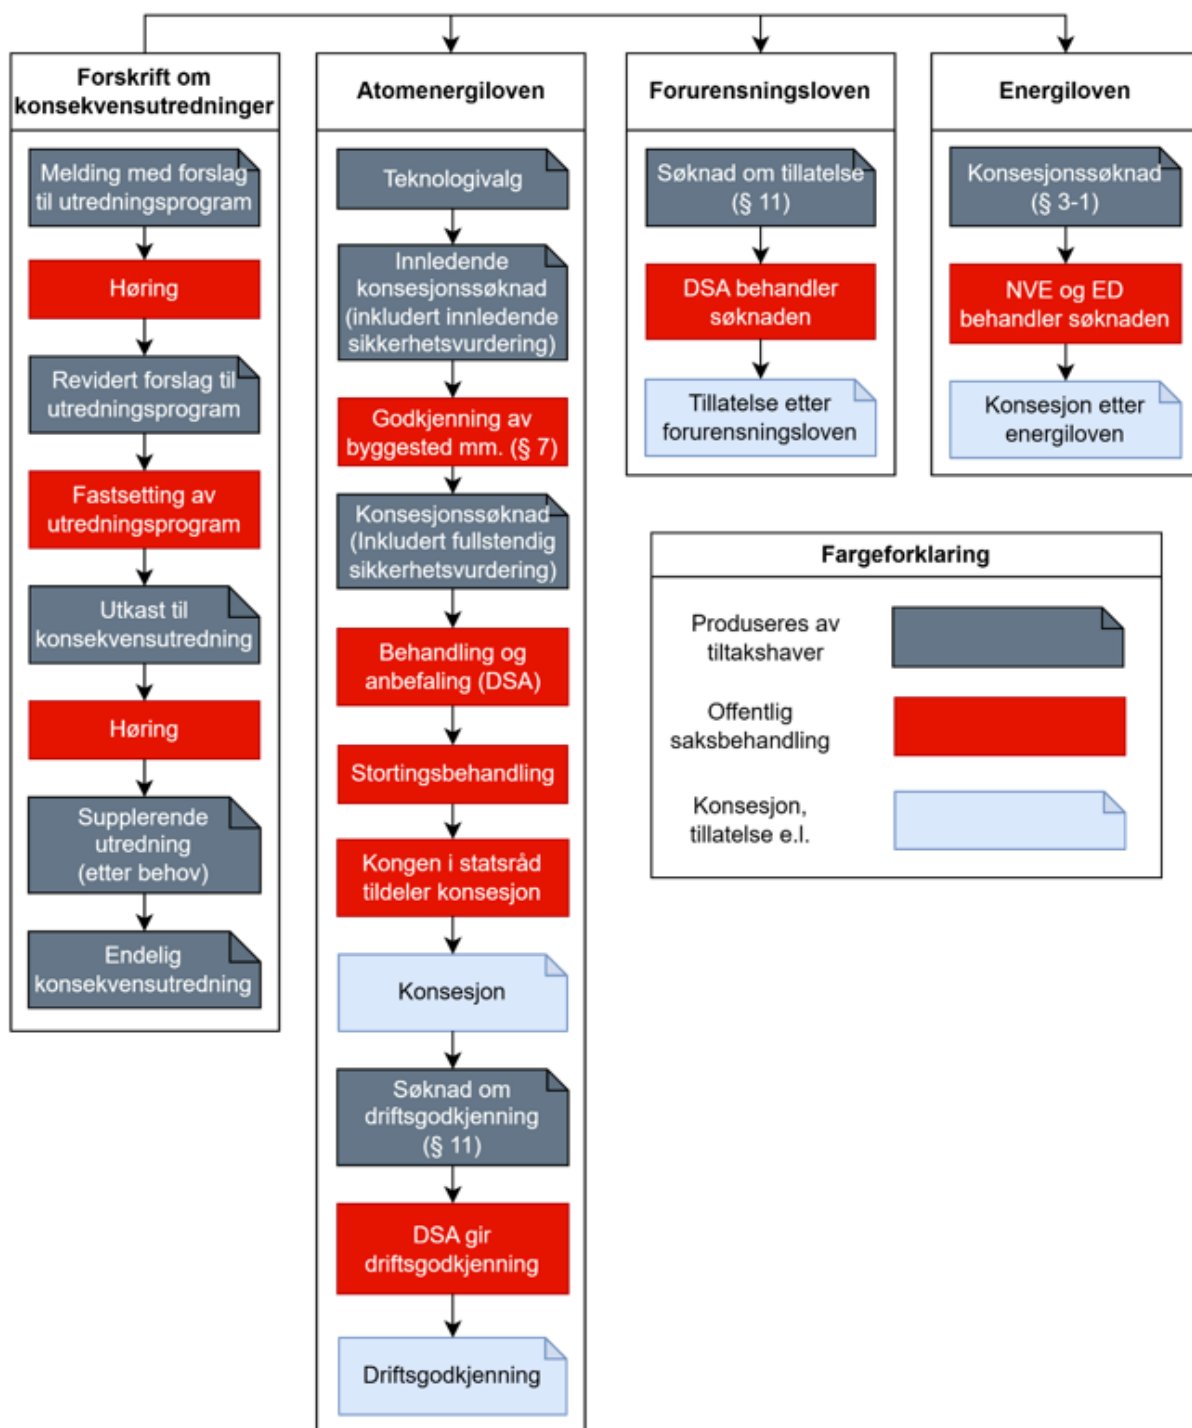 Forskrift om
konsekvensutredninger
Melding med forslag
til utredningsprogram
Høring
Revidert forslag til
utredningsprogram
Fastsetting av
utredningsprogram
Utkast til
konsekvensutredning
Høring
Supplerende
utredning
(etter behov)
Endelig
konsekvensutredning
Atomenergiloven
Teknologivalg
Innledende
konsesjonssøknad
(inkludert innledende
sikkerhetsvurdering)
Godkjenning av
byggested mm. (§ 7)
Konsesjonssøknad
(Inkludert fullstendig
sikkerhetsvurdering)
Behandling og
anbefaling (DSA)
Stortingsbehandling
Kongen i statsråd
tildeler konsesjon
Konsesjon
Søknad om
driftsgodkjenning
(§ 11)
DSA gir
driftsgodkjenning
Driftsgodkjenning
Forurensningsloven
Søknad om tillatelse
(§ 11)
DSA behandler
søknaden
Tillatelse etter
forurensningsloven
Energiloven
Konsesjonssøknad
(§ 3-1)
NVE og ED
behandler søknaden
Konsesjon etter
energiloven
Fargeforklaring
Produseres av
tiltakshaver
Offentlig
saksbehandling
Konsesjon,
tillatelse e.l.